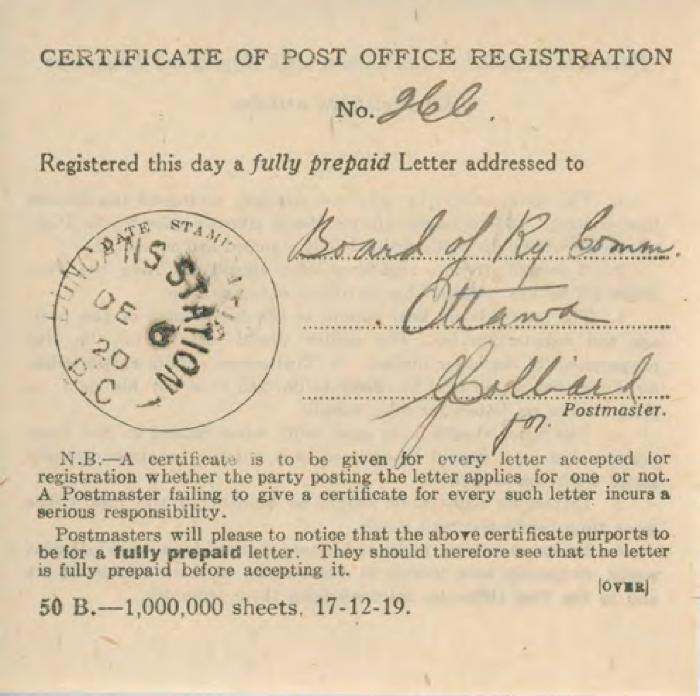 CERTIFICATE OF POST OFFICE REGISTRATION
No. 266.
Registered this day a fully prepaid Letter addressed to
DATE STAMP
DUNCANS STATION
DE
6
20
B.C
Board of Ry Comm.
Ottawa
for Postmaster.
N.B.—A certificate is to be given for every letter accepted for
registration whether the party posting the letter applies for one or not.
A Postmaster failing to give a certificate for every such letter incurs a
serious responsibility.
Postmasters will please to notice that the above certificate purports to
be for a fully prepaid letter. They should therefore see that the letter
is fully prepaid before accepting it.
[OVER]
50 B.—1,000,000 sheets. 17-12-19.